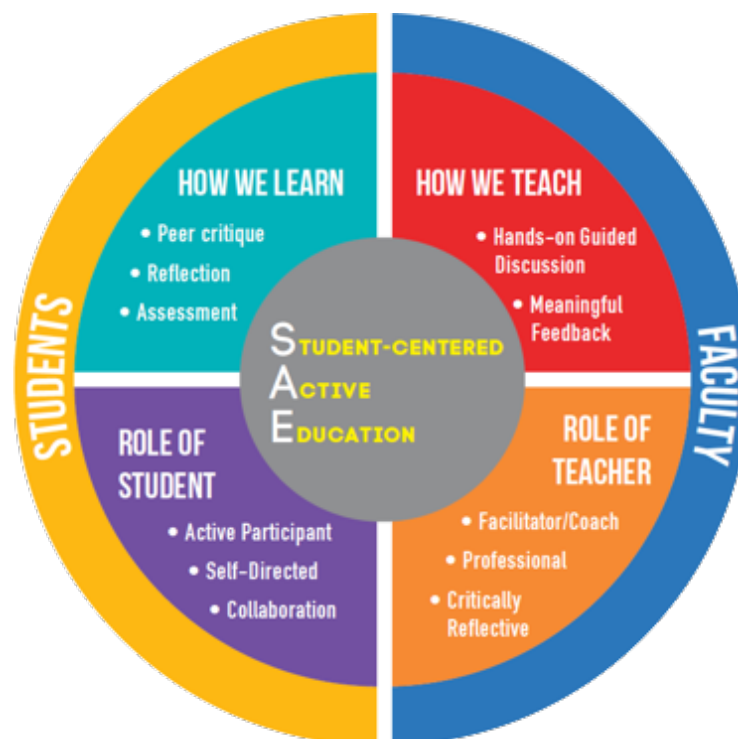 STUDENTS
HOW WE LEARN
• Peer critique
• Reflection
• Assessment
HOW WE TEACH
• Hands-on Guided
Discussion
• Meaningful
Feedback
FACULTY
STUDENT-CENTERED
ACTIVE
EDUCATION
ROLE OF
STUDENT
• Active Participant
• Self-Directed
• Collaboration
ROLE OF
TEACHER
• Facilitator/Coach
• Professional
• Critically
Reflective